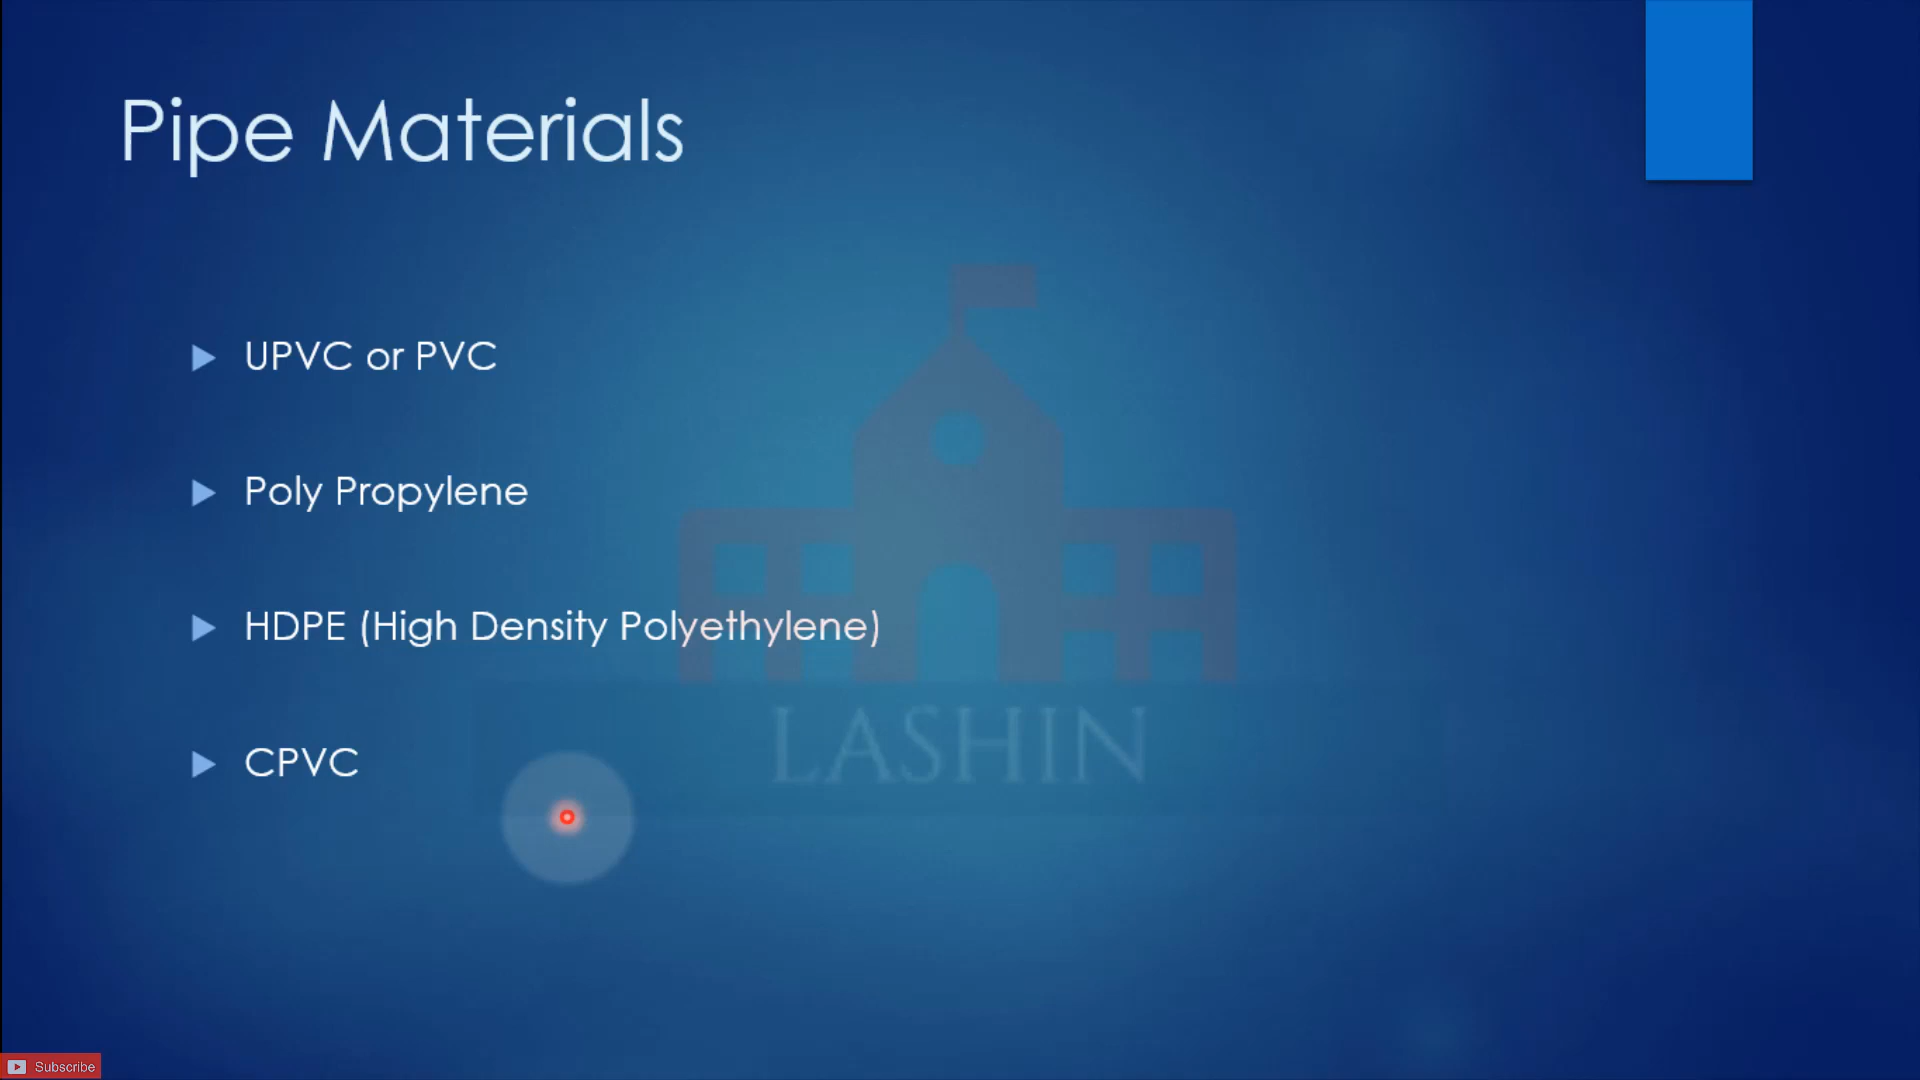 Pipe Materials
UPVC or PVC
Poly Propylene
HDPE (High Density Polyethylene)
CPVC
LASHIN
Subscribe